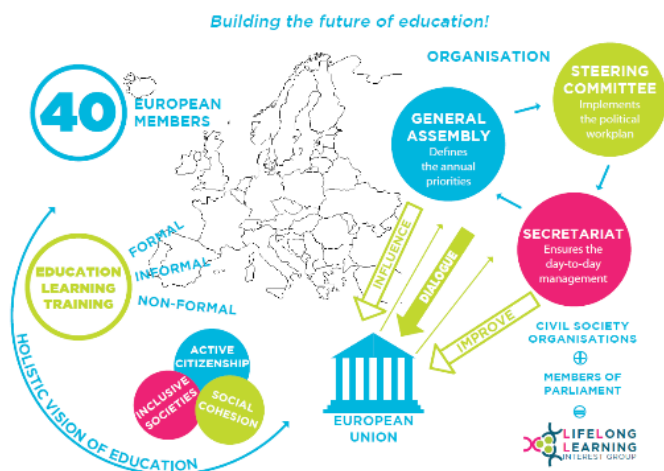 Building the future of education!
40
EUROPEAN
MEMBERS
ORGANISATION
GENERAL
ASSEMBLY
Defines
the annual
priorities
STEERING
COMMITTEE
Implements
the political
workplan
SECRETARIAT
Ensures the
day-to-day
management
EDUCATION
LEARNING
TRAINING
FORMAL
INFORMAL
NON-FORMAL
HOLISTIC VISION OF EDUCATION
ACTIVE
CITIZENSHIP
INCLUSIVE
SOCIETIES
SOCIAL
COHESION
INFLUENCE
DIALOGUE
IMPROVE
EUROPEAN
UNION
CIVIL SOCIETY
ORGANISATIONS
+
MEMBERS OF
PARLIAMENT
=
LIFELONG
LEARNING
INTEREST GROUP